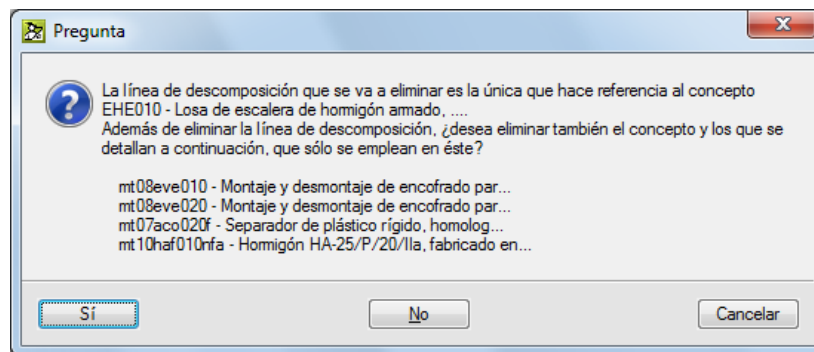 Pregunta
La línea de descomposición que se va a eliminar es la única que hace referencia al concepto
EHE010 - Losa de escalera de hormigón armado, ....
Además de eliminar la línea de descomposición, ¿desea eliminar también el concepto y los que se
detallan a continuación, que sólo se emplean en éste?
mt08eve010 - Montaje y desmontaje de encofrado par...
mt08eve020 - Montaje y desmontaje de encofrado par...
mt07aco020f - Separador de plástico rígido, homolog...
mt10haf010nfa - Hormigón HA-25/P/20/IIa, fabricado en...
Sí
No
Cancelar